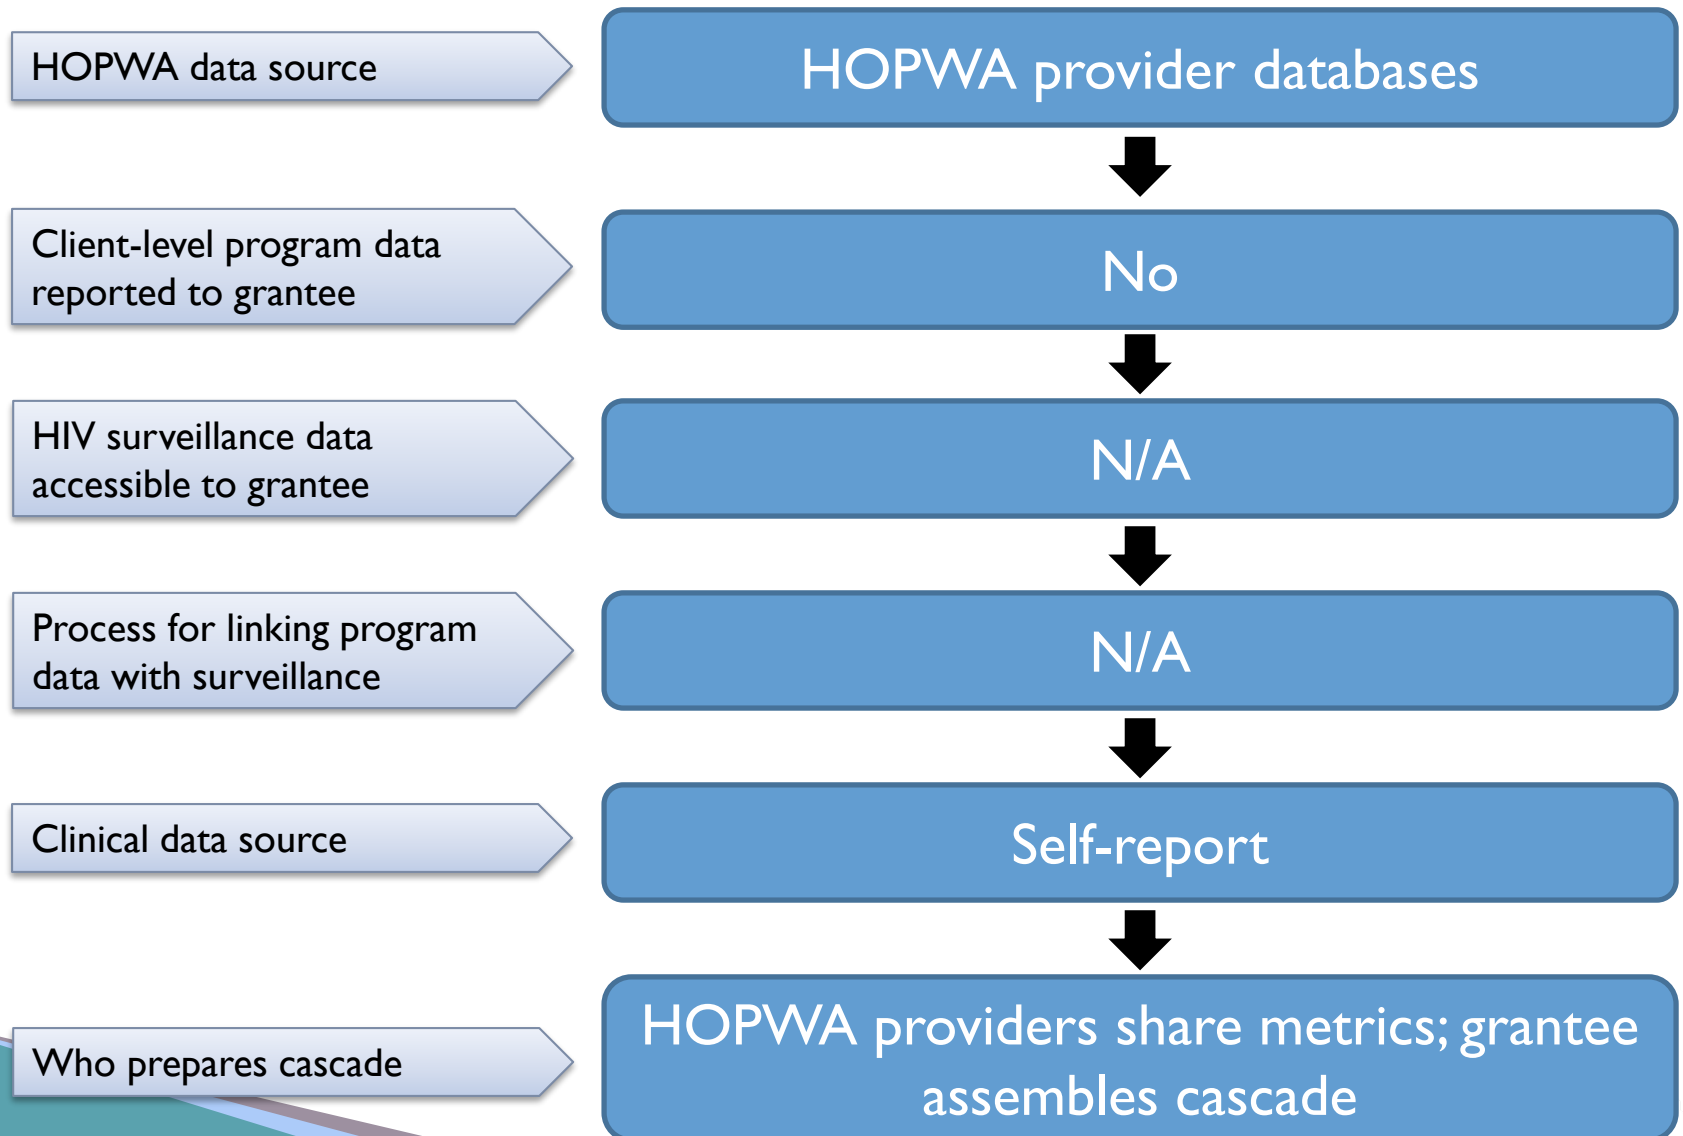 HOPWA data source
HOPWA provider databases
Client-level program data
reported to grantee
No
HIV surveillance data
accessible to grantee
N/A
Process for linking program
data with surveillance
N/A
Clinical data source
Self-report
Who prepares cascade
HOPWA providers share metrics; grantee
assembles cascade